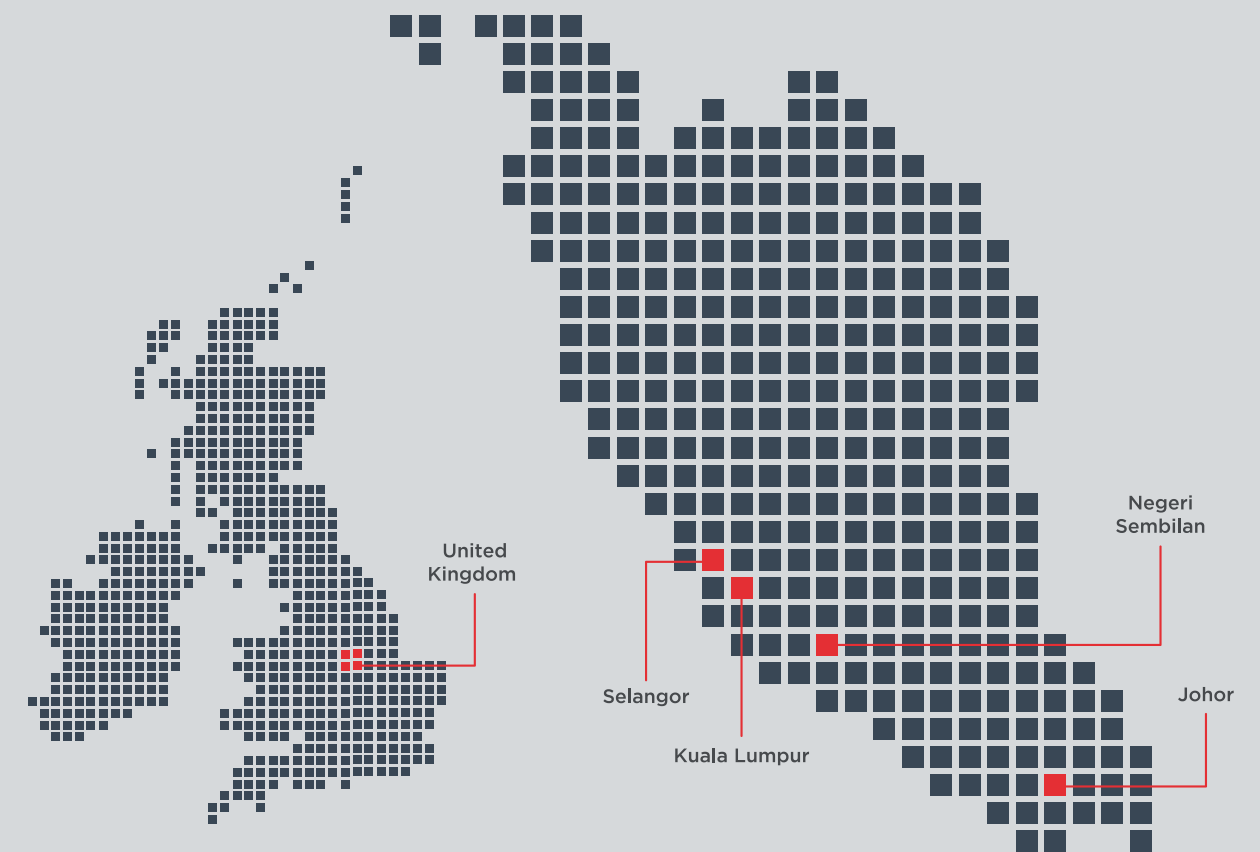 Negeri
Sembilan
United
Kingdom
Selangor
Johor
Kuala Lumpur